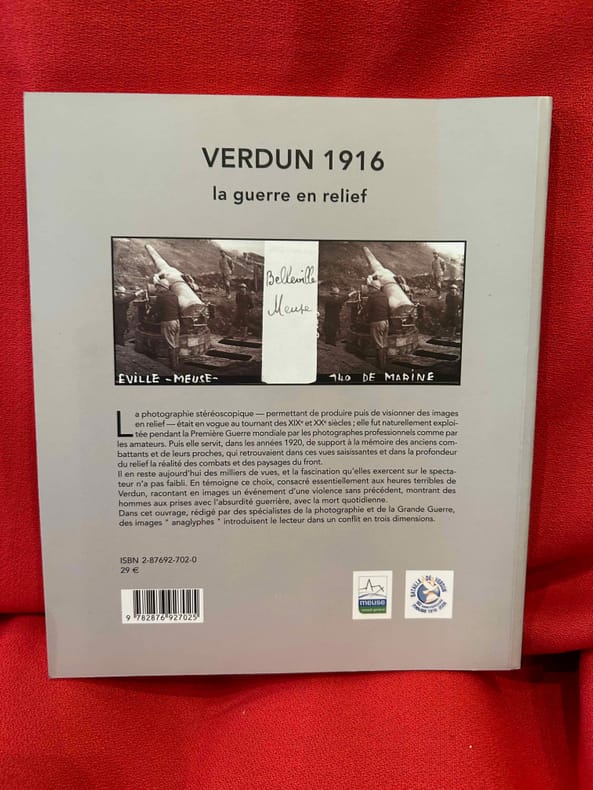 VERDUN 1916
la guerre en relief
Belleville
Meuse
EVILLE - MEUSE -
140 DE MARINE
La photographie stéréoscopique — permettant de produire puis de visionner des images
en relief — était en vogue au tournant des XIXᵉ et XXᵉ siècles ; elle fut naturellement exploi-
tée pendant la Première Guerre mondiale par les photographes professionnels comme par
les amateurs. Puis elle servit, dans les années 1920, de support à la mémoire des anciens com-
battants et de leurs proches, qui retrouvaient dans ces vues saisissantes et dans la profondeur
du relief la réalité des combats et des paysages du front.
Il en reste aujourd'hui des milliers de vues, et la fascination qu'elles exercent sur le specta-
teur n'a pas faibli. En témoigne ce choix, consacré essentiellement aux heures terribles de
Verdun, racontant en images un événement d'une violence sans précédent, montrant des
hommes aux prises avec l'absurdité guerrière, avec la mort quotidienne.
Dans cet ouvrage, rédigé par des spécialistes de la photographie et de la Grande Guerre,
des images " anaglyphes " introduisent le lecteur dans un conflit en trois dimensions.
ISBN 2-87692-702-0
29 €
9 782876 927025
meuse
conseil général
BATAILLE DE VERDUN